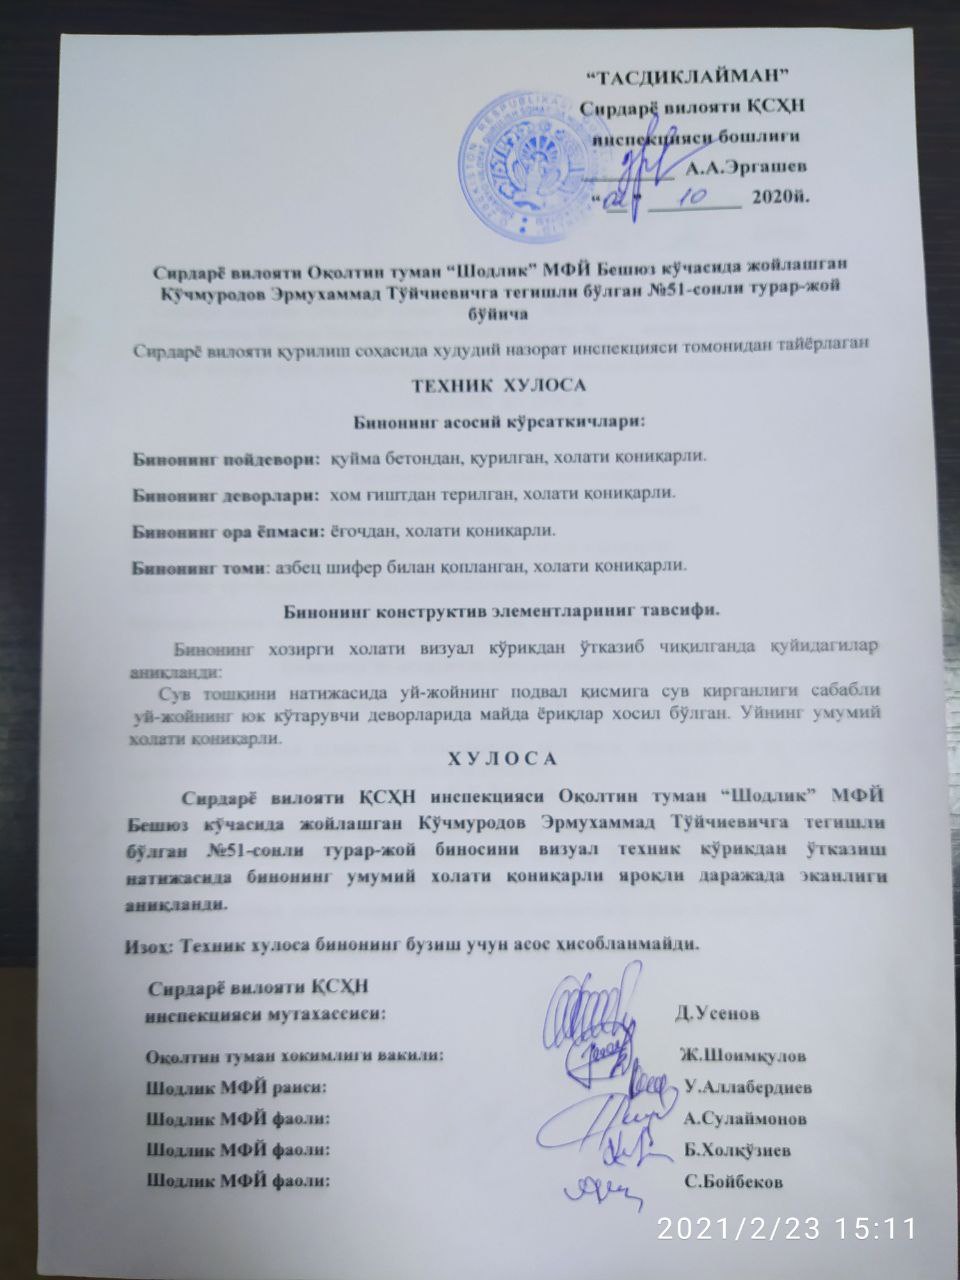 “ТАСДИКЛАЙМАН”
Сирдарё вилояти ҚСҲН
инспекцияси бошлиғи
А.А.Эргашев
“02” 10 2020й.
Сирдарё вилояти Оқолтин туман “Шодлик” МФЙ Бешюз кўчасида жойлашган
Кўчмуродов Эрмухаммад Тўйчиевичга тегишли бўлган №51-сонли турар-жой
бўйича
Сирдарё вилояти қурилиш соҳасида худудий назорат инспекцияси томонидан тайёрлаган
ТЕХНИК ХУЛОСА
Бинонинг асосий кўрсаткичлари:
Бинонинг пойдевори: қуйма бетондан, қурилган, холати қониқарли.
Бинонинг деворлари: хом ғиштдан терилган, холати қониқарли.
Бинонинг ора ёпмаси: ёғочдан, холати қониқарли.
Бинонинг томи: азбец шифер билан қопланган, холати қониқарли.
Бинонинг конструктив элементлариниг тавсифи.
Бинонинг хозирги холати визуал кўрикдан ўтказиб чиқилганда қуйидагилар
аниқланди:
Сув тошқини натижасида уй-жойнинг подвал қисмига сув кирганлиги сабабли
уй-жойнинг юк кўтарувчи деворларида майда ёриқлар хосил бўлган. Уйнинг умумий
холати қониқарли.
Х У Л О С А
Сирдарё вилояти ҚСҲН инспекцияси Оқолтин туман “Шодлик” МФЙ
Бешюз кўчасида жойлашган Кўчмуродов Эрмухаммад Тўйчиевичга тегишли
бўлган №51-сонли турар-жой биносини визуал техник кўрикдан ўтказиш
натижасида бинонинг умумий холати қониқарли яроқли даражада эканлиги
аниқланди.
Изох: Техник хулоса бинонинг бузиш учун асос ҳисобланмайди.
Сирдарё вилояти ҚСҲН
инспекцияси мутахассиси: Д.Усенов
Оқолтин туман хокимлиги вакили: Ж.Шоимқулов
Шодлик МФЙ раиси: У.Аллабердиев
Шодлик МФЙ фаоли: А.Сулаймонов
Шодлик МФЙ фаоли: Б.Холқўзиев
Шодлик МФЙ фаоли: С.Бойбеков
2021/2/23 15:11